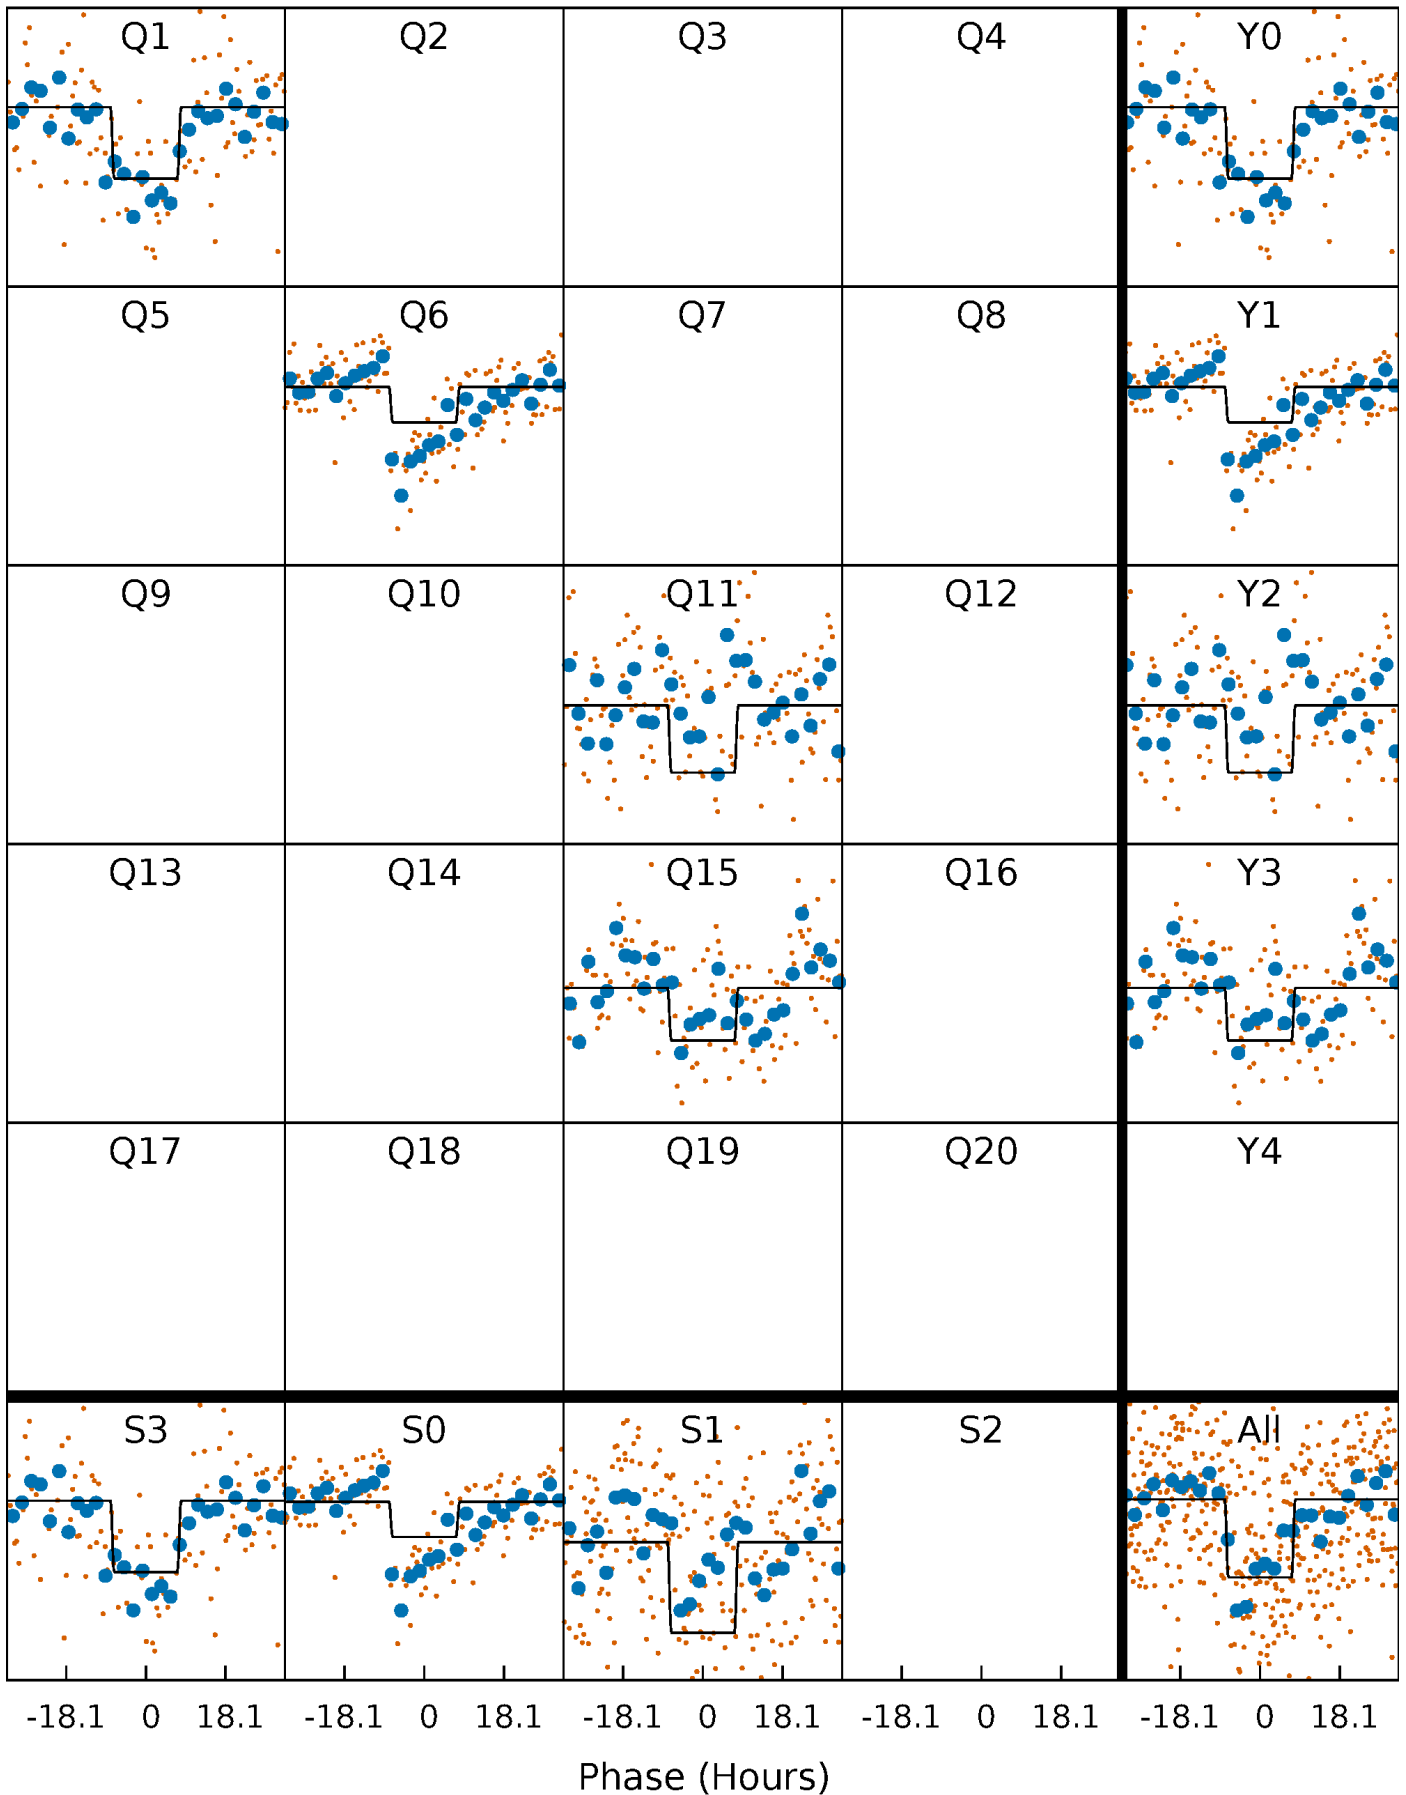 Q1 Q2 Q3 Q4 Y0
Q5 Q6 Q7 Q8 Y1
Q9 Q10 Q11 Q12 Y2
Q13 Q14 Q15 Q16 Y3
Q17 Q18 Q19 Q20 Y4
S3 S0 S1 S2 All
-18.1 0 18.1 -18.1 0 18.1 -18.1 0 18.1 -18.1 0 18.1 -18.1 0 18.1
Phase (Hours)